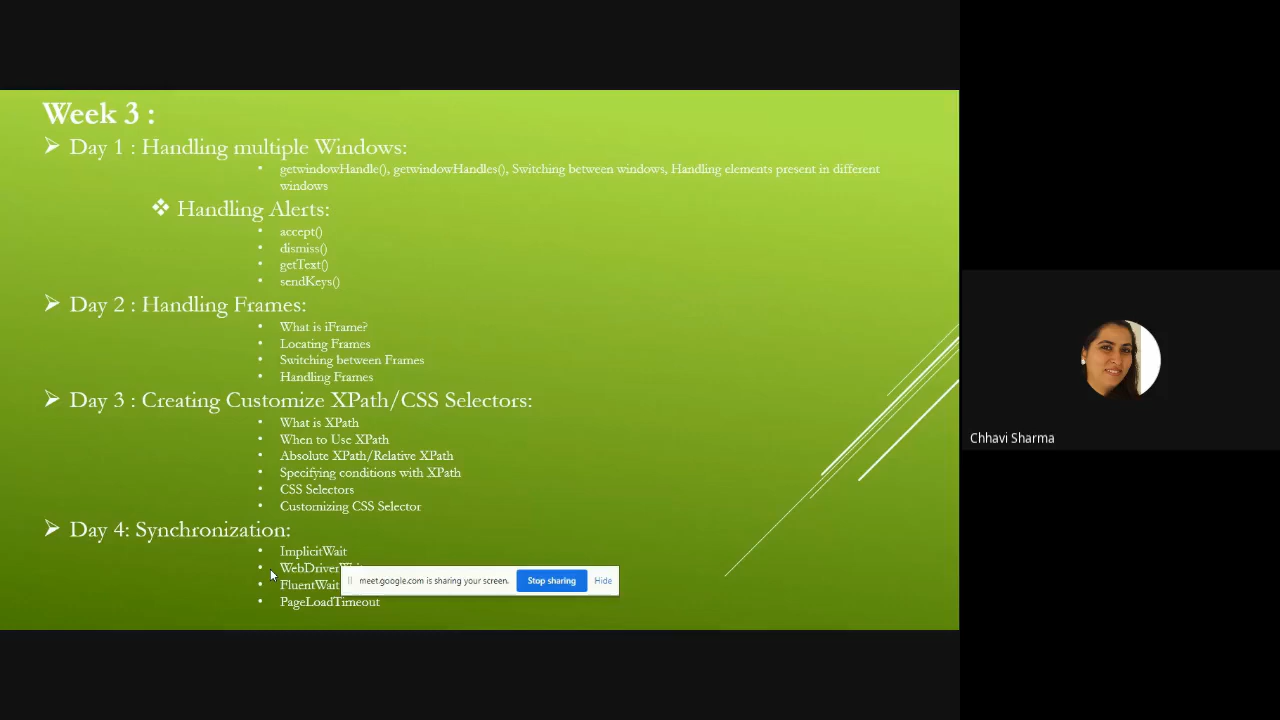 Week 3 :
Day 1 : Handling multiple Windows:
getwindowHandle(), getwindowHandles(), Switching between windows, Handling elements present in different
windows
Handling Alerts:
accept()
dismiss()
getText()
sendKeys()
Day 2 : Handling Frames:
What is iFrame?
Locating Frames
Switching between Frames
Handling Frames
Day 3 : Creating Customize XPath/CSS Selectors:
What is XPath
When to Use XPath
Absolute XPath/Relative XPath
Specifying conditions with XPath
CSS Selectors
Customizing CSS Selector
Day 4: Synchronization:
ImplicitWait
FluentWait
PageLoadTimeout
meet.google.com is sharing your screen.
Stop sharing
Hide
Chhavi Sharma